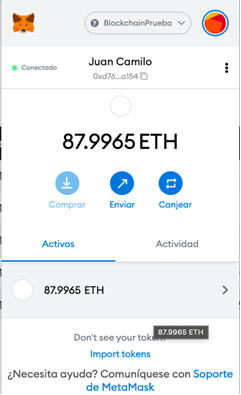 BlockchainPrueba
Conectado
Juan Camilo
0xd76...a154
87.9965 ETH
Comprar Enviar Canjear
Activos Actividad
87.9965 ETH
Don't see your token?
87.9965 ETH
Import tokens
¿Necesita ayuda? Comuníquese con Soporte
de MetaMask